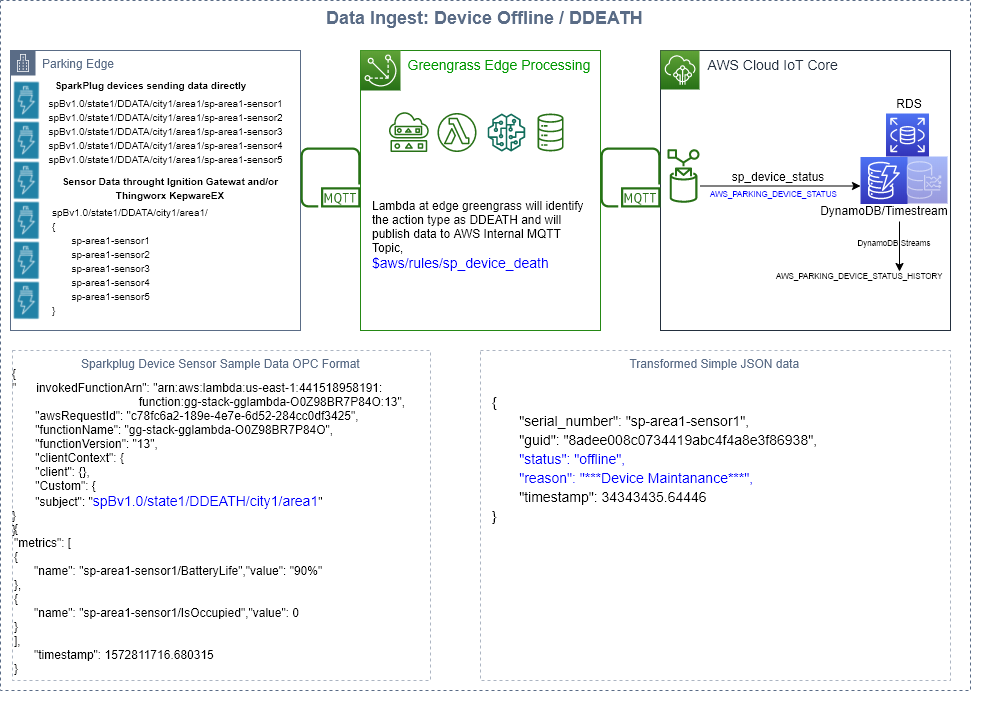 Data Ingest: Device Offline / DDEATH
Parking Edge
SparkPlug devices sending data directly
spBv1.0/state1/DDATA/city1/area1/sp-area1-sensor1
spBv1.0/state1/DDATA/city1/area1/sp-area1-sensor2
spBv1.0/state1/DDATA/city1/area1/sp-area1-sensor3
spBv1.0/state1/DDATA/city1/area1/sp-area1-sensor4
spBv1.0/state1/DDATA/city1/area1/sp-area1-sensor5
Sensor Data throught Ignition Gatewat and/or
Thingworx KepwareEX
spBv1.0/state1/DDATA/city1/area1/
{
sp-area1-sensor1
sp-area1-sensor2
sp-area1-sensor3
sp-area1-sensor4
sp-area1-sensor5
}
MQTT
Greengrass Edge Processing
Lambda at edge greengrass will identify
the action type as DDEATH and will
publish data to AWS Internal MQTT
Topic,
$aws/rules/sp_device_death
MQTT
AWS Cloud IoT Core
RDS
sp_device_status
AWS_PARKING_DEVICE_STATUS
DynamoDB/Timestream
DynamoDB Streams
AWS_PARKING_DEVICE_STATUS_HISTORY
Sparkplug Device Sensor Sample Data OPC Format
{
" invokedFunctionArn": "arn:aws:lambda:us-east-1:441518958191:
function:gg-stack-gglambda-O0Z98BR7P84O:13",
"awsRequestId": "c78fc6a2-189e-4e7e-6d52-284cc0df3425",
"functionName": "gg-stack-gglambda-O0Z98BR7P84O",
"functionVersion": "13",
"clientContext": {
"client": {},
"Custom": {
"subject": "spBv1.0/state1/DDEATH/city1/area1"
}
{
"metrics": [
{
"name": "sp-area1-sensor1/BatteryLife","value": "90%"
},
{
"name": "sp-area1-sensor1/IsOccupied","value": 0
}
],
"timestamp": 1572811716.680315
}
Transformed Simple JSON data
{
"serial_number": "sp-area1-sensor1",
"guid": "8adee008c0734419abc4f4a8e3f86938",
"status": "offline",
"reason": "***Device Maintanance***",
"timestamp": 34343435.64446
}